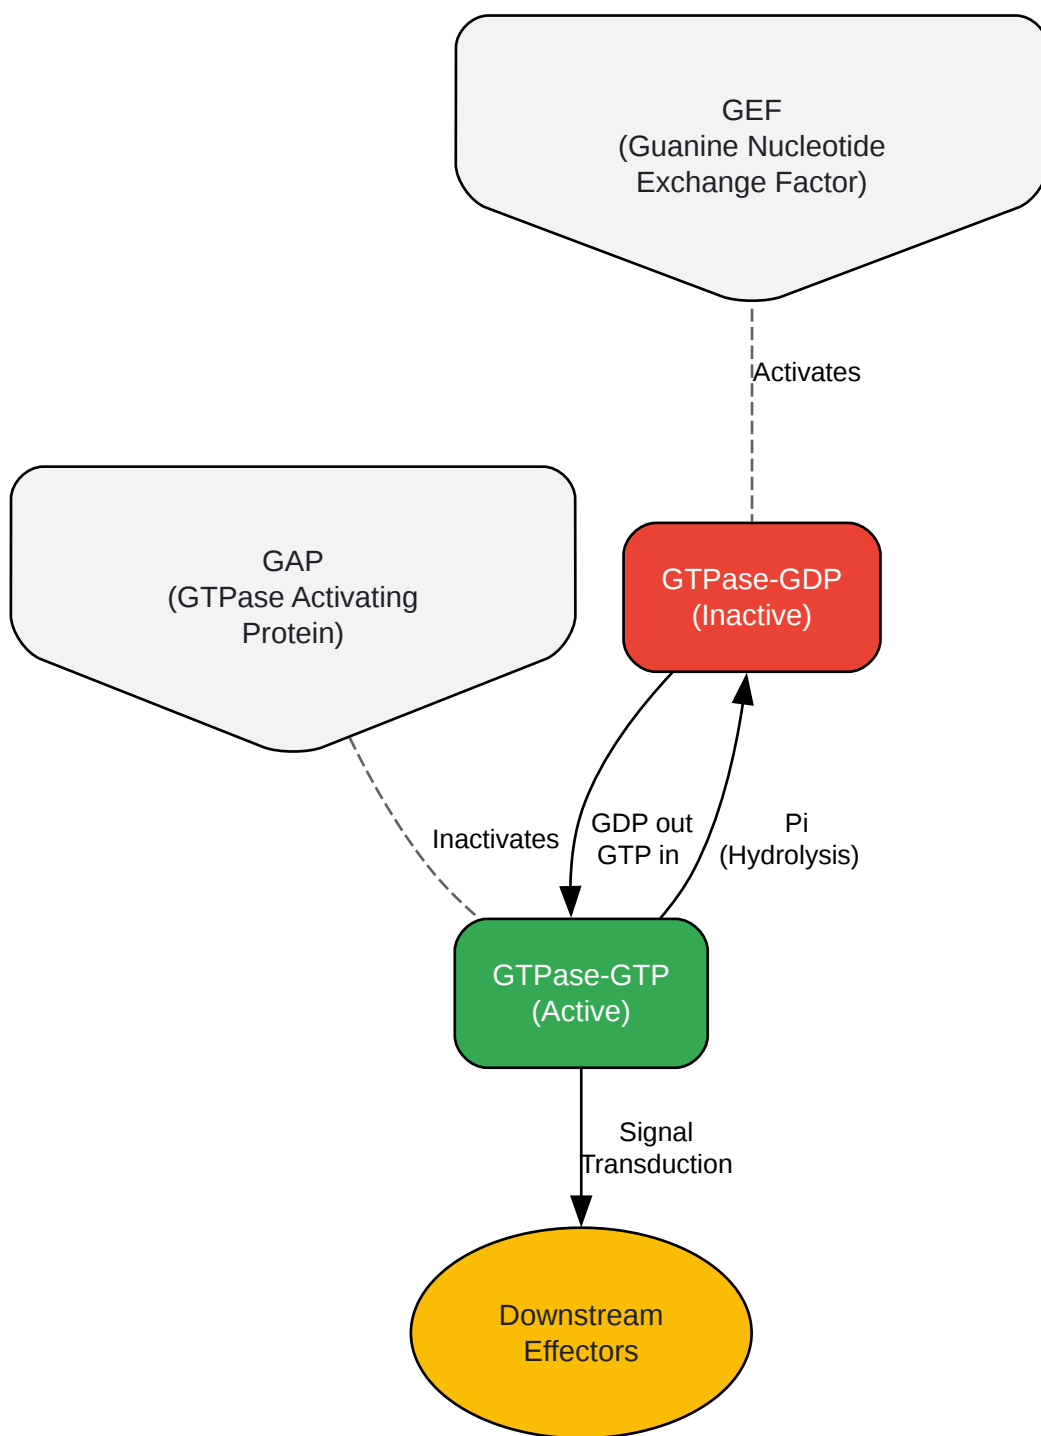 GEF
(Guanine Nucleotide
Exchange Factor)
Activates
GAP
(GTPase Activating
Protein)
GTPase-GDP
(Inactive)
Inactivates
GDP out
GTP in
Pi
(Hydrolysis)
GTPase-GTP
(Active)
Signal
Transduction
Downstream
Effectors